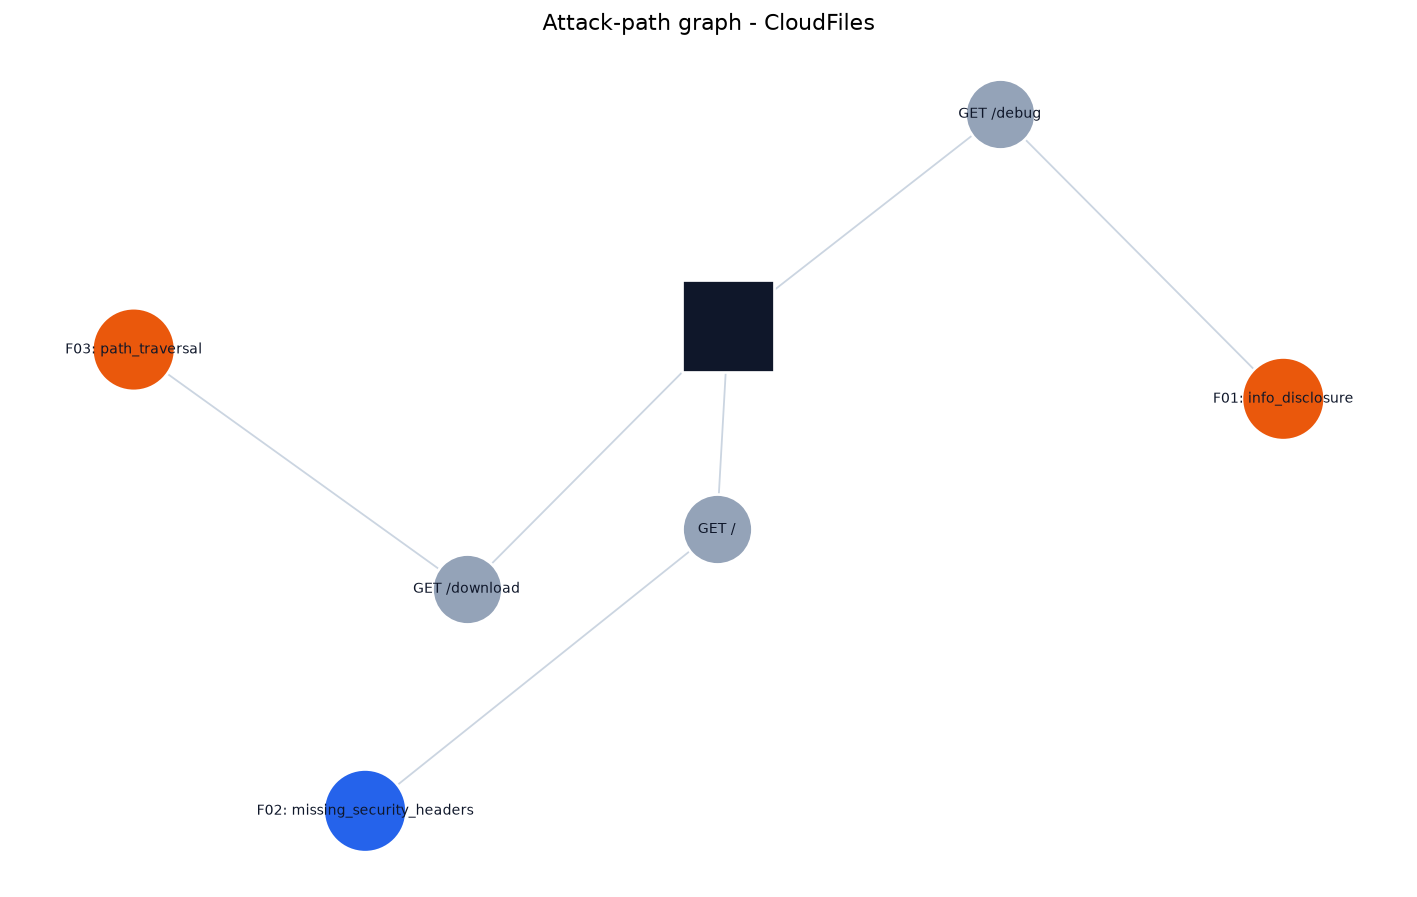 Attack-path graph - CloudFiles
GET /debug
F03: path_traversal
F01: info_disclosure
GET /
GET /download
F02: missing_security_headers